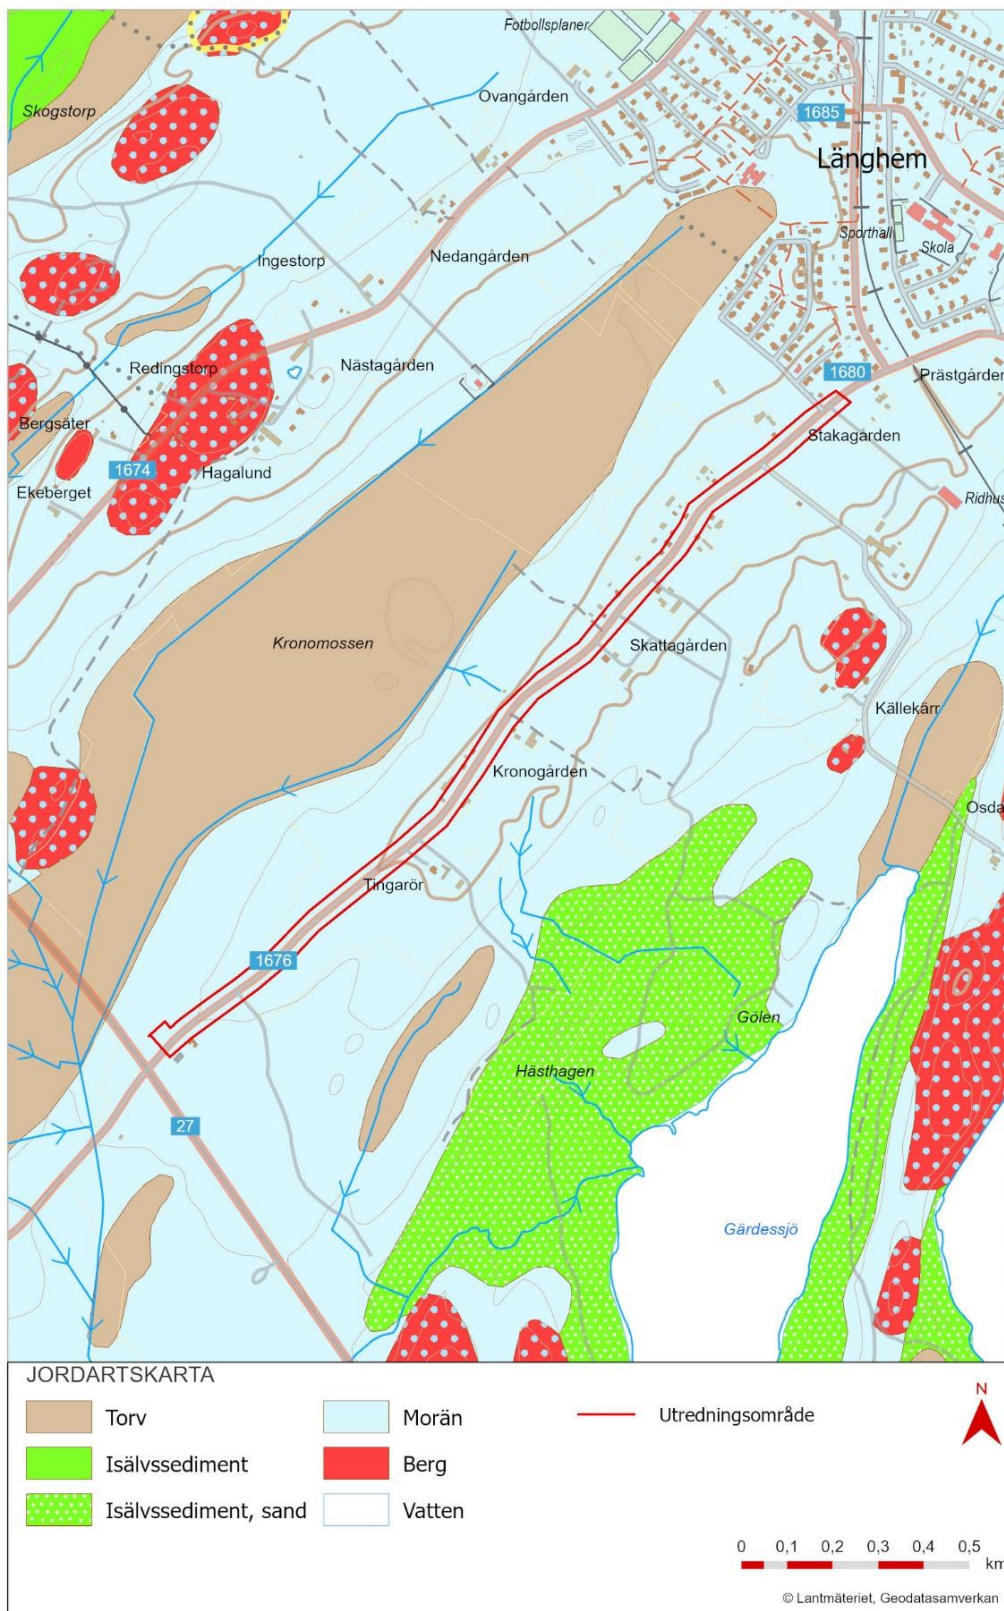 Fotbollsplaner
Skogstorp
Ovangården
1685
Länghem
Sporthall
Skola
Nedangården
Ingestorp
Redingstorp
Nästagården
1680
Prästgården
Bergsäter
Stakagården
Ekeberget
1674
Hagalund
Ridhus
Kronomossen
Skattagården
Källekärr
Kronogården
Osda
Tingarör
1676
Gölen
Hästhagen
27
Gärdessjö
JORDARTSKARTA
Torv
Morän
Utredningsområde
N
Isälvssediment
Berg
Isälvssediment, sand
Vatten
0 0,1 0,2 0,3 0,4 0,5
km
© Lantmäteriet, Geodatasamverkan